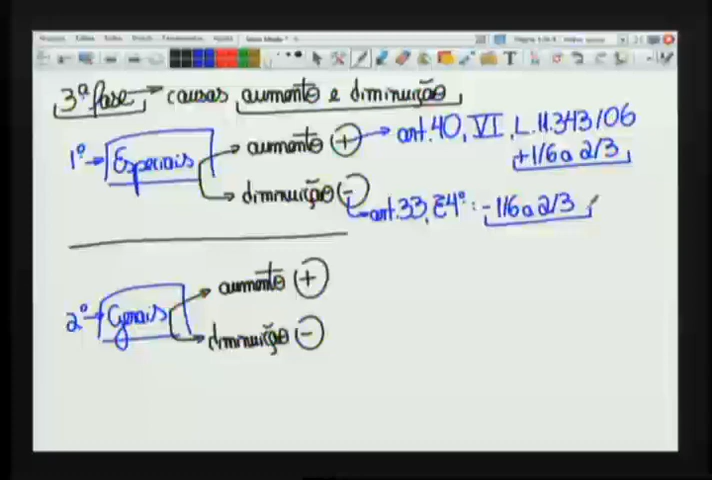 3ª fase → causas aumento e diminuição
1º → Especiais → aumento (+) → art. 40, VI, L. 11.343/06
+1/6 a 2/3
→ diminuição (-) art. 33, §4º: -1/6 a 2/3
2º → Gerais → aumento (+)
→ diminuição (-)